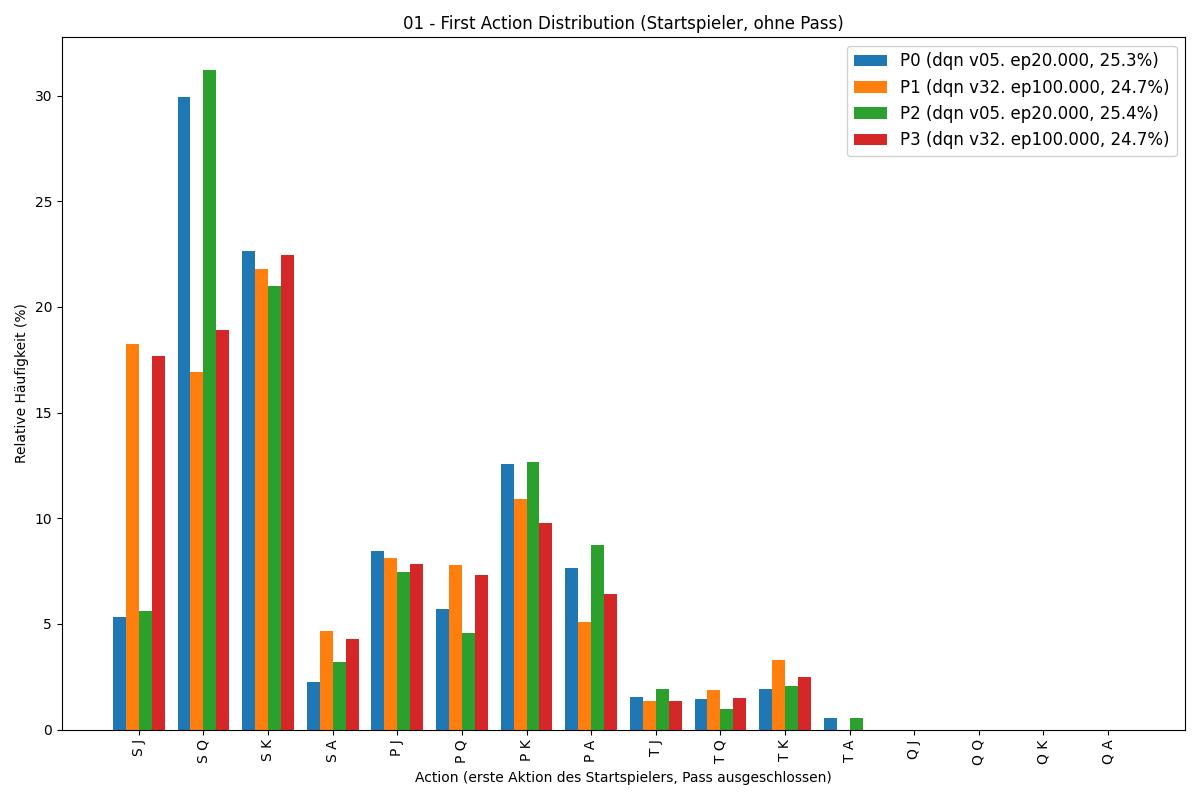 01 - First Action Distribution (Startspieler, ohne Pass)
P0 (dqn v05. ep20.000, 25.3%)
P1 (dqn v32. ep100.000, 24.7%)
P2 (dqn v05. ep20.000, 25.4%)
P3 (dqn v32. ep100.000, 24.7%)
Relative Häufigkeit (%)
30
25
20
15
10
5
0
S J
S Q
S K
S A
P J
P Q
P K
P A
T J
T Q
T K
T A
Q J
Q Q
Q K
Q A
Action (erste Aktion des Startspielers, Pass ausgeschlossen)